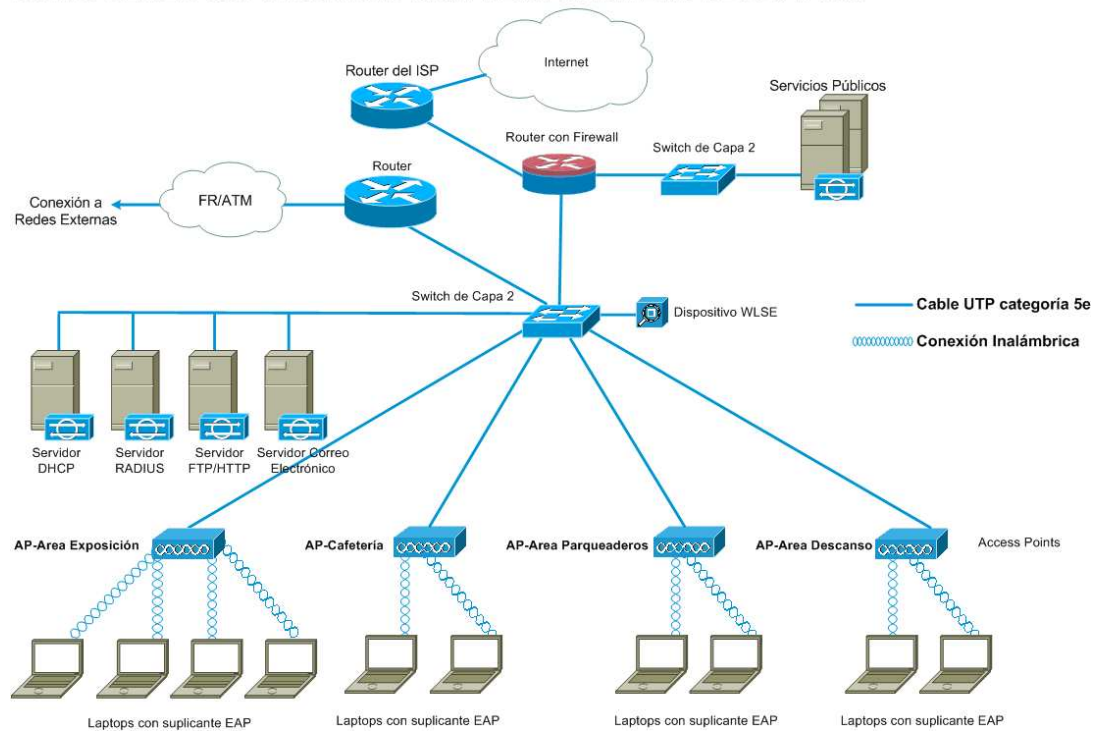 Internet
Router del ISP
Servicios Públicos
Router con Firewall
Switch de Capa 2
Router
FR/ATM
Conexión a
Redes Externas
Switch de Capa 2
Dispositivo WLSE
Cable UTP categoría 5e
Conexión Inalámbrica
Servidor
DHCP
Servidor
RADIUS
Servidor
FTP/HTTP
Servidor Correo
Electrónico
AP-Area Exposición
AP-Cafetería
AP-Area Parqueaderos
AP-Area Descanso
Access Points
Laptops con suplicante EAP
Laptops con suplicante EAP
Laptops con suplicante EAP
Laptops con suplicante EAP